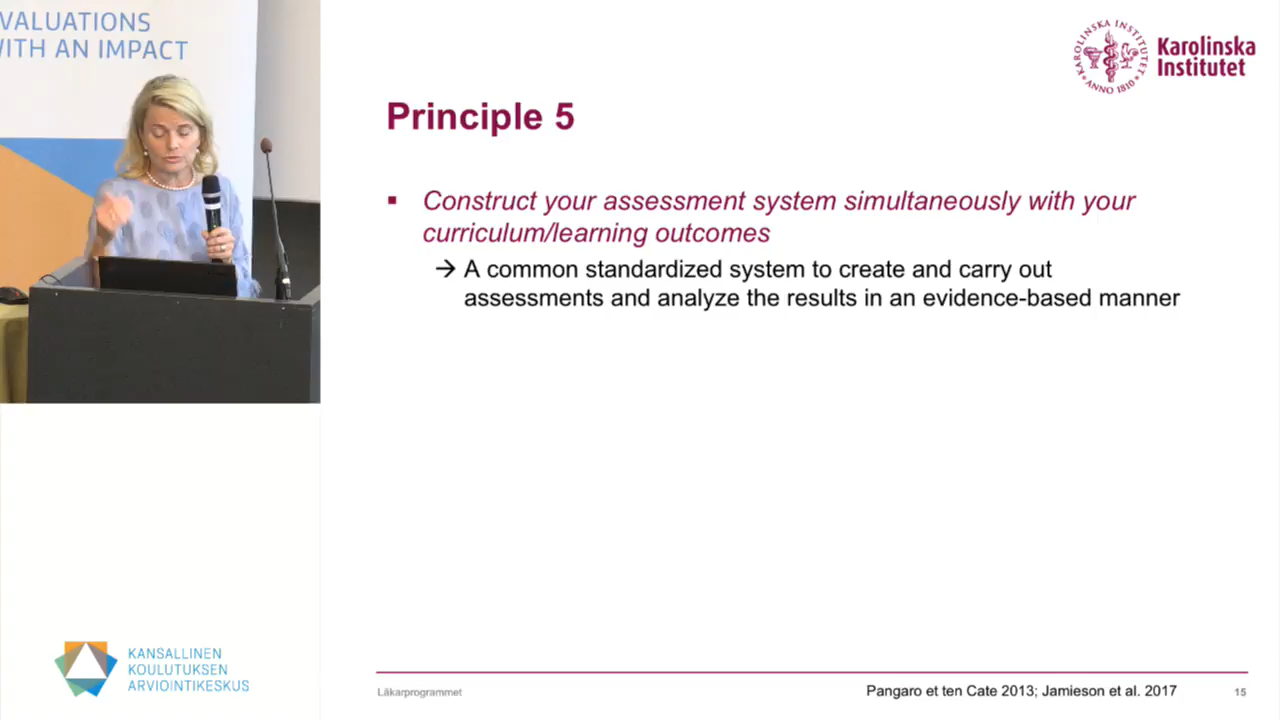 VALUATIONS
WITH AN IMPACT
KAROLINSKA INSTITUTET
ANNO 1810
Karolinska
Institutet
Principle 5
▪ Construct your assessment system simultaneously with your
curriculum/learning outcomes
→ A common standardized system to create and carry out
assessments and analyze the results in an evidence-based manner
KANSALLINEN
KOULUTUKSEN
ARVIOINTIKESKUS
Läkarprogrammet
Pangaro et ten Cate 2013; Jamieson et al. 2017
15